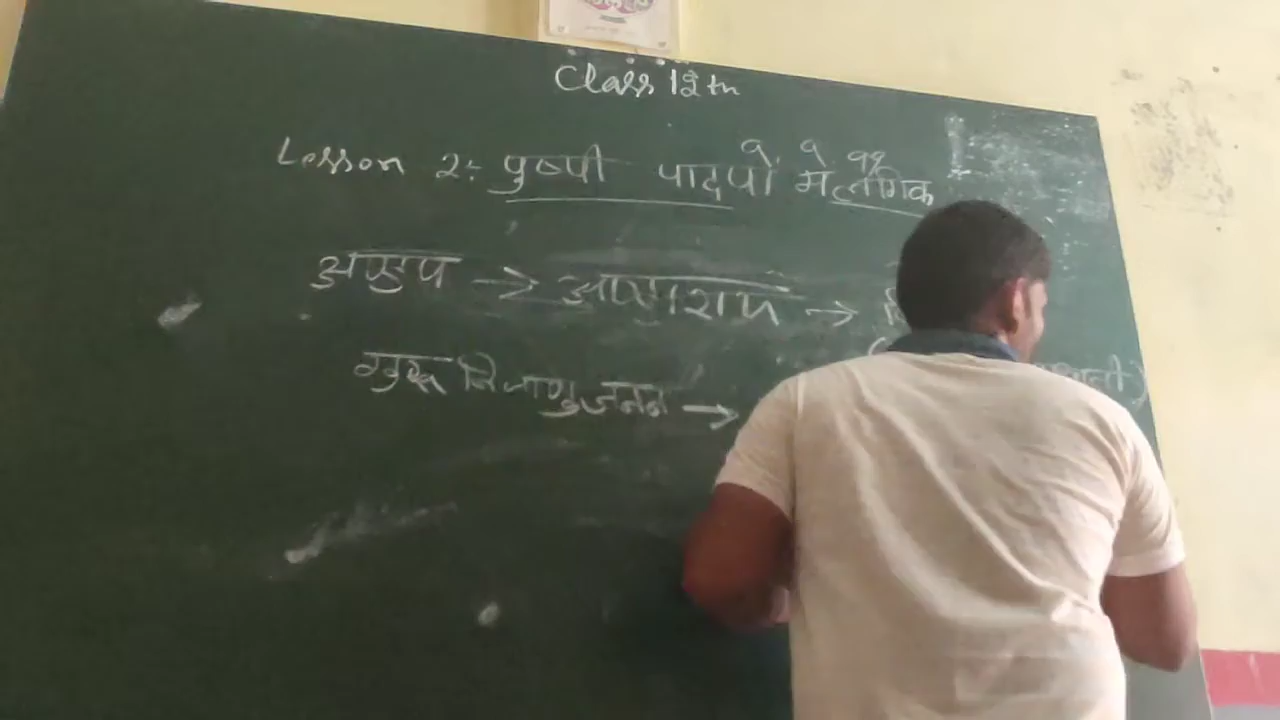 Class 12th
Lesson 2: पुष्पी पादपों में लैंगिक
अण्डप → अण्डाशय →
गुरुबीजाणुजनन →